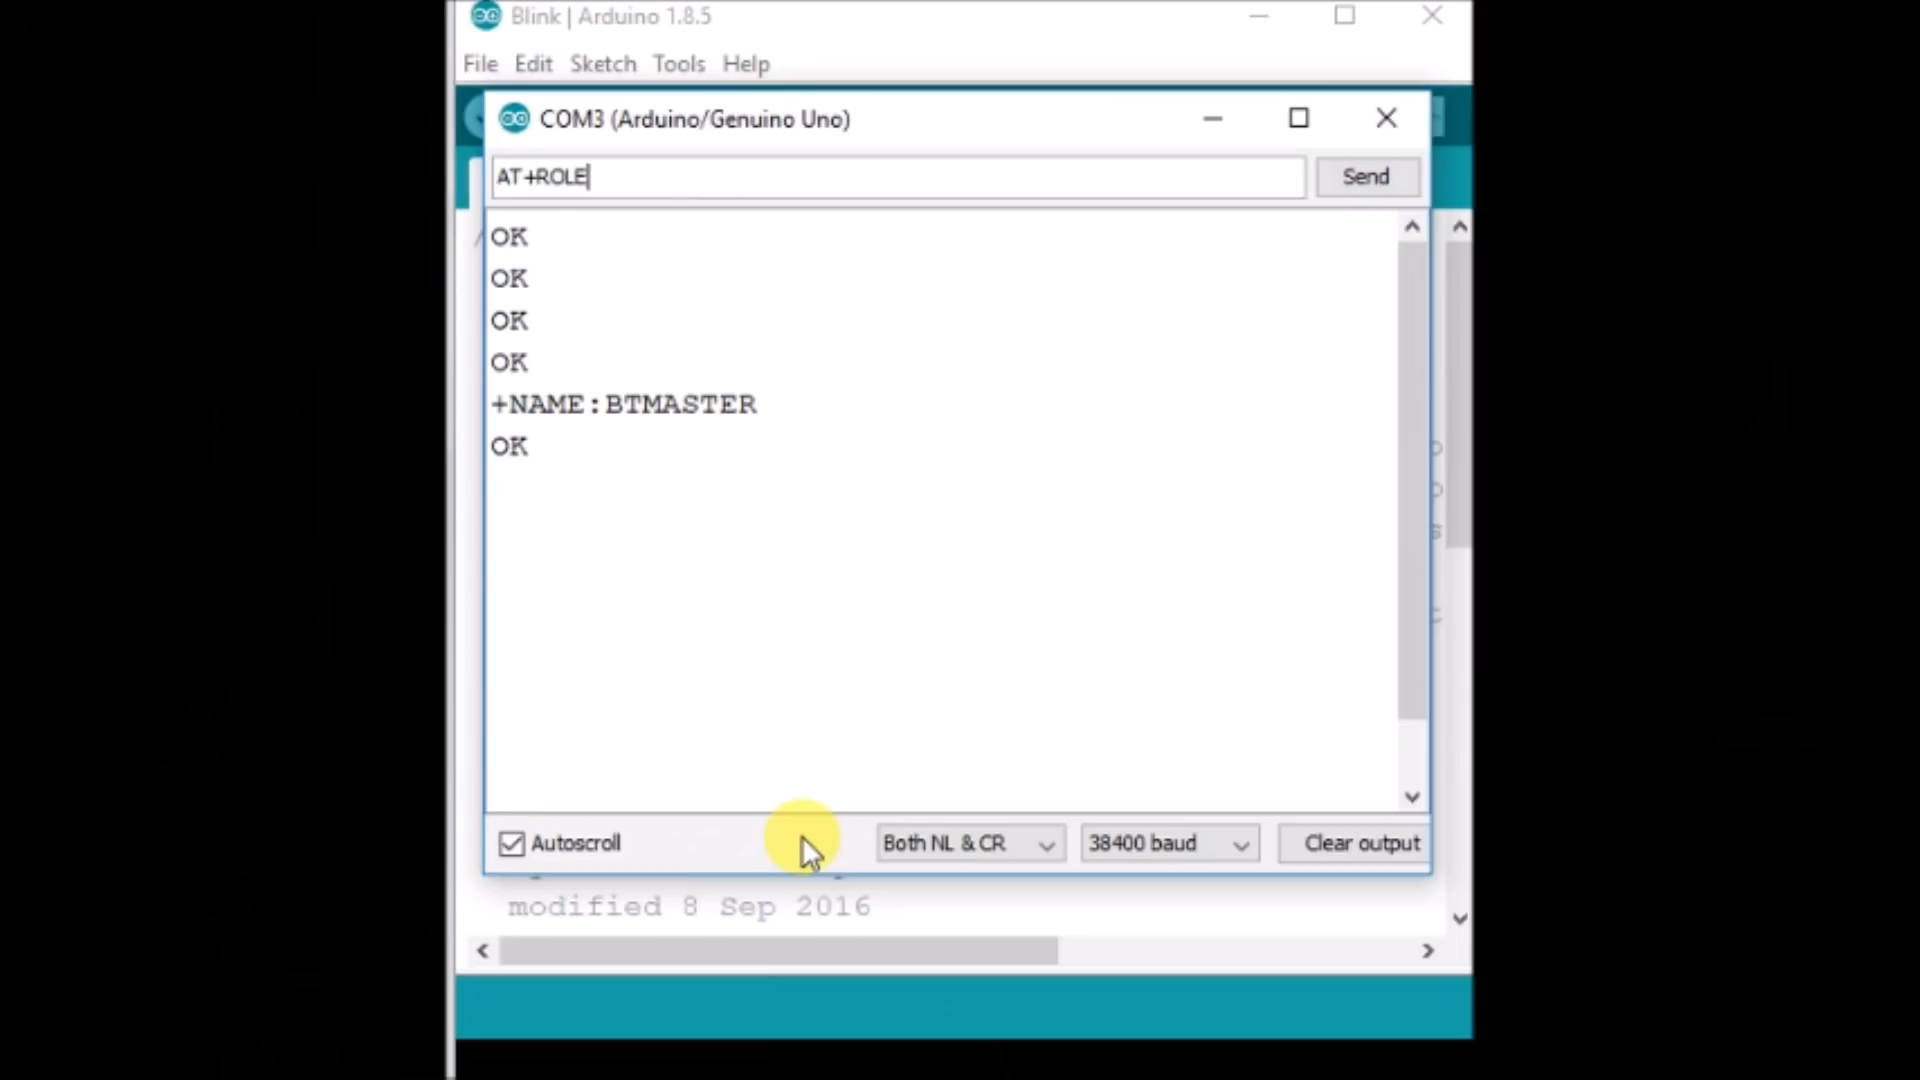 Blink | Arduino 1.8.5
File Edit Sketch Tools Help
COM3 (Arduino/Genuino Uno)
AT+ROLE
Send
OK
OK
OK
OK
+NAME:BTMASTER
OK
Autoscroll
Both NL & CR
38400 baud
Clear output
modified 8 Sep 2016